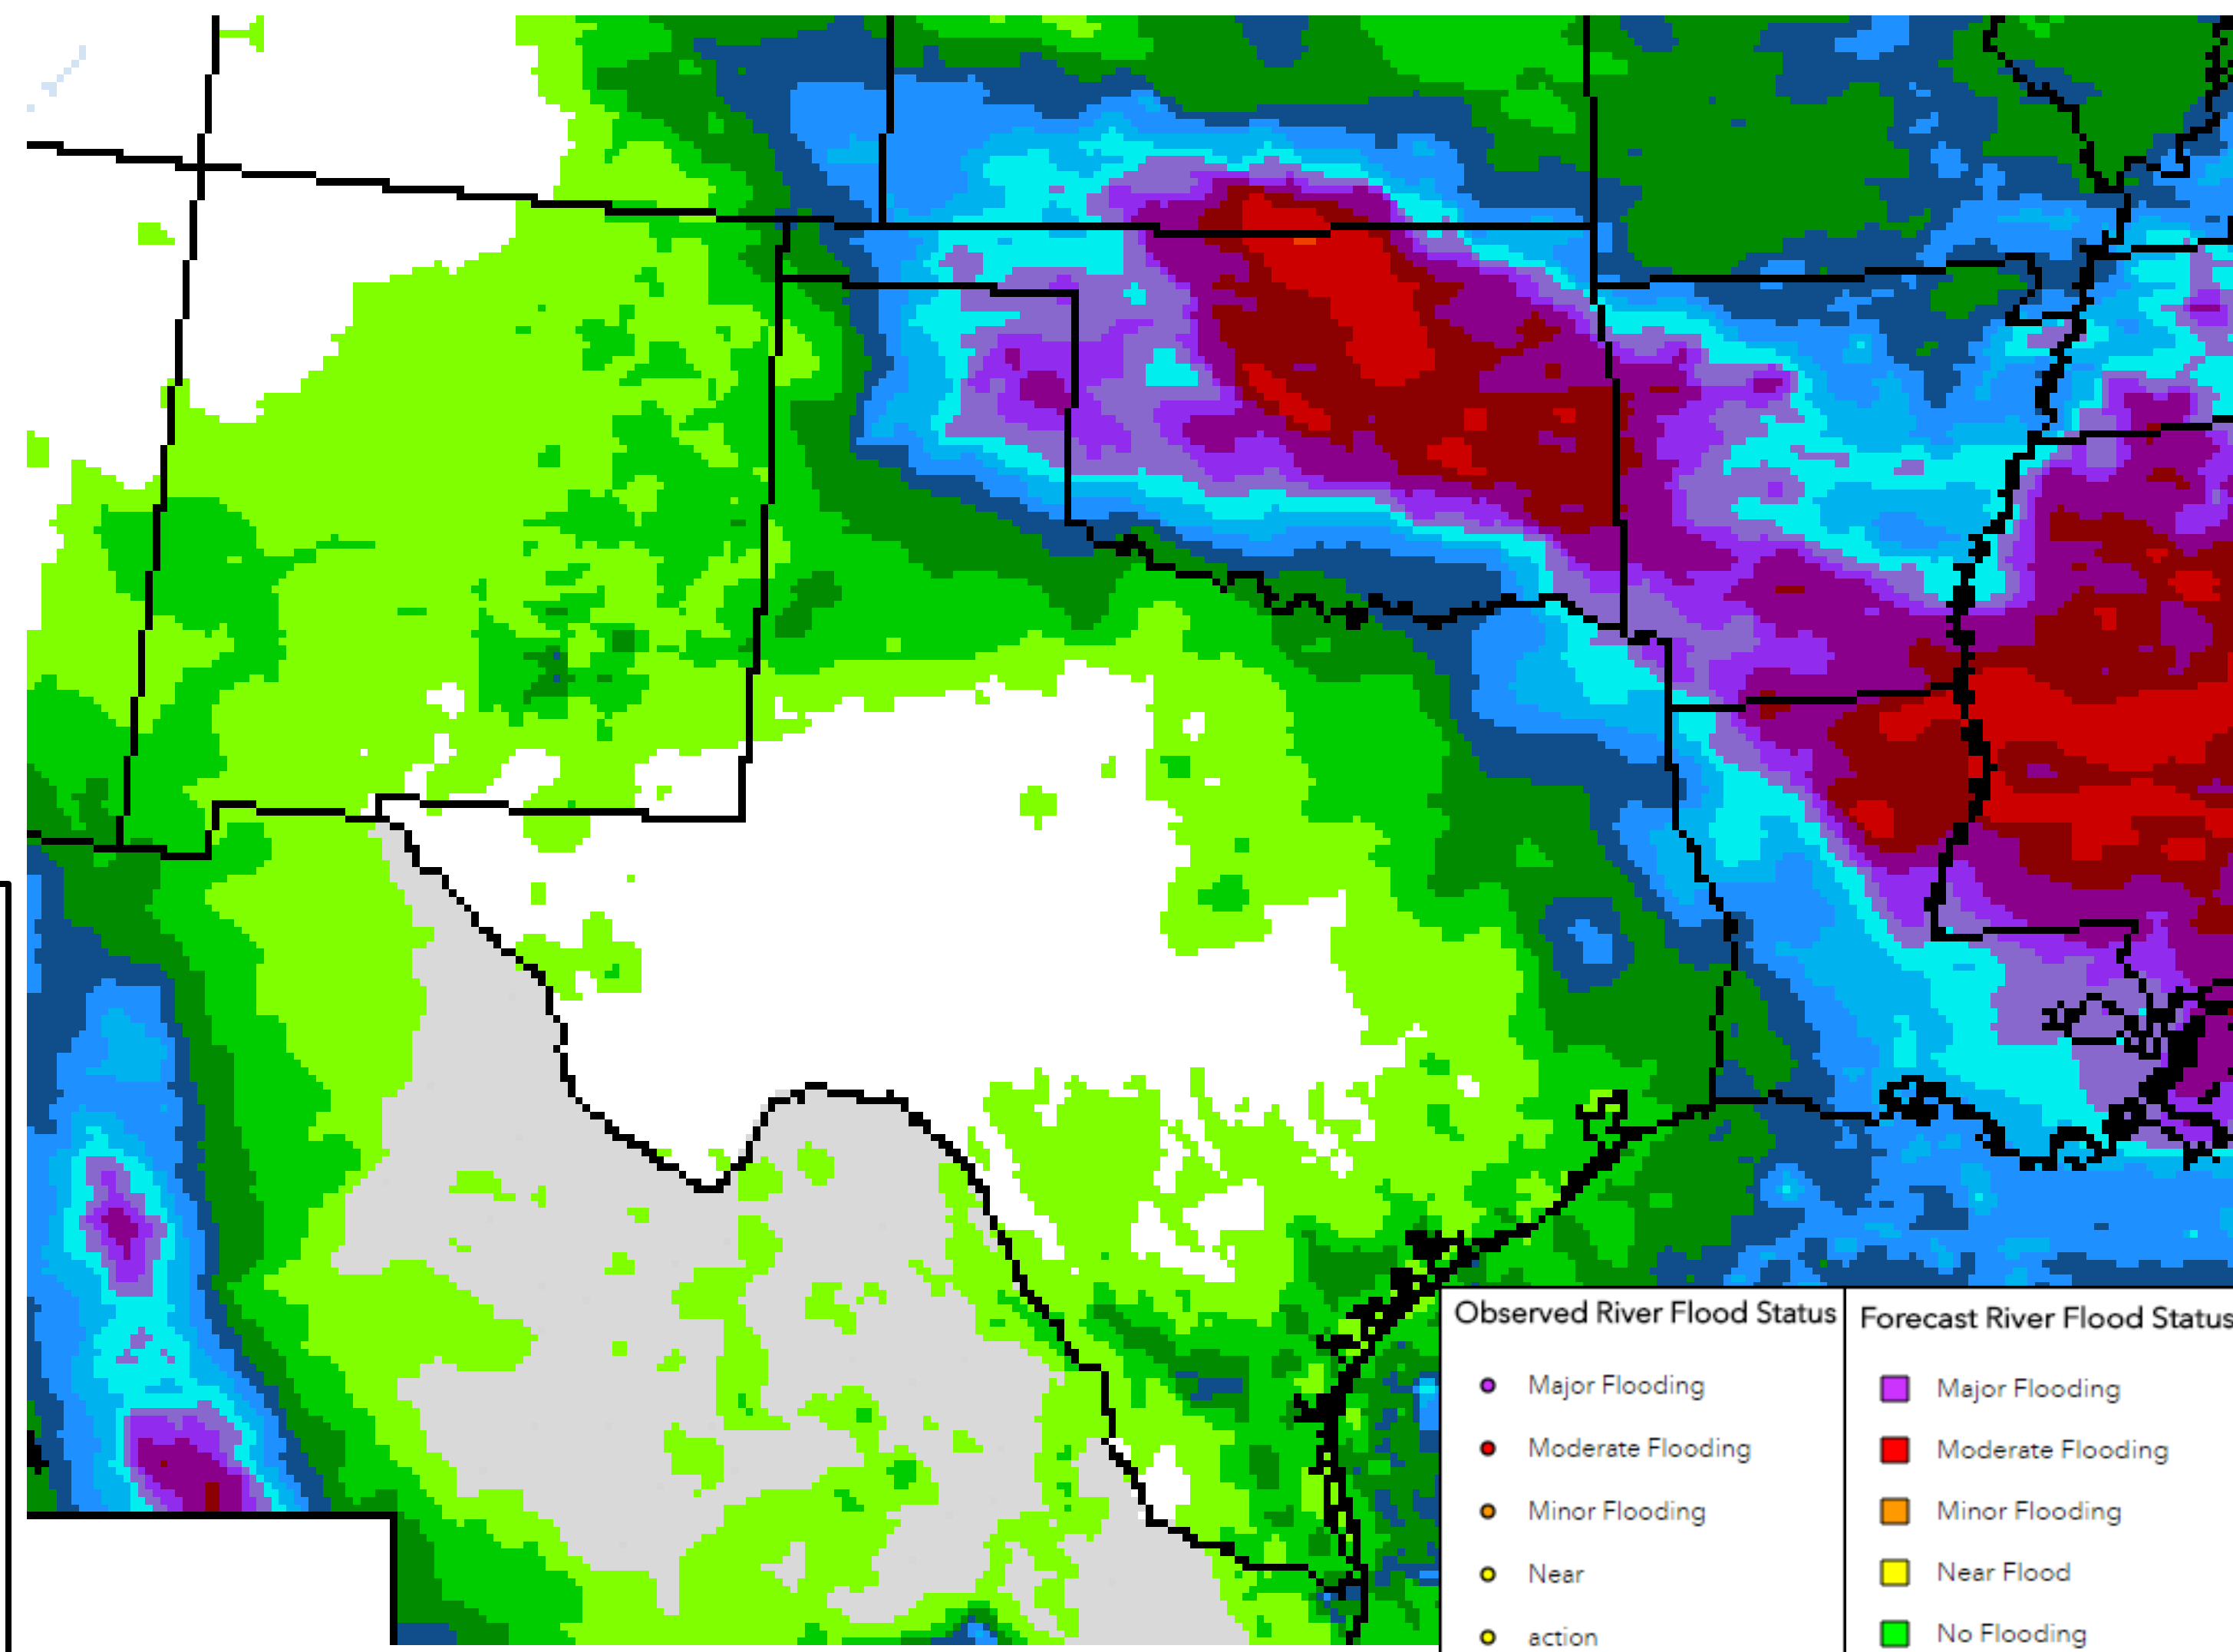 Observed River Flood Status
Major Flooding
Moderate Flooding
Minor Flooding
Near
action
Forecast River Flood Status
Major Flooding
Moderate Flooding
Minor Flooding
Near Flood
No Flooding